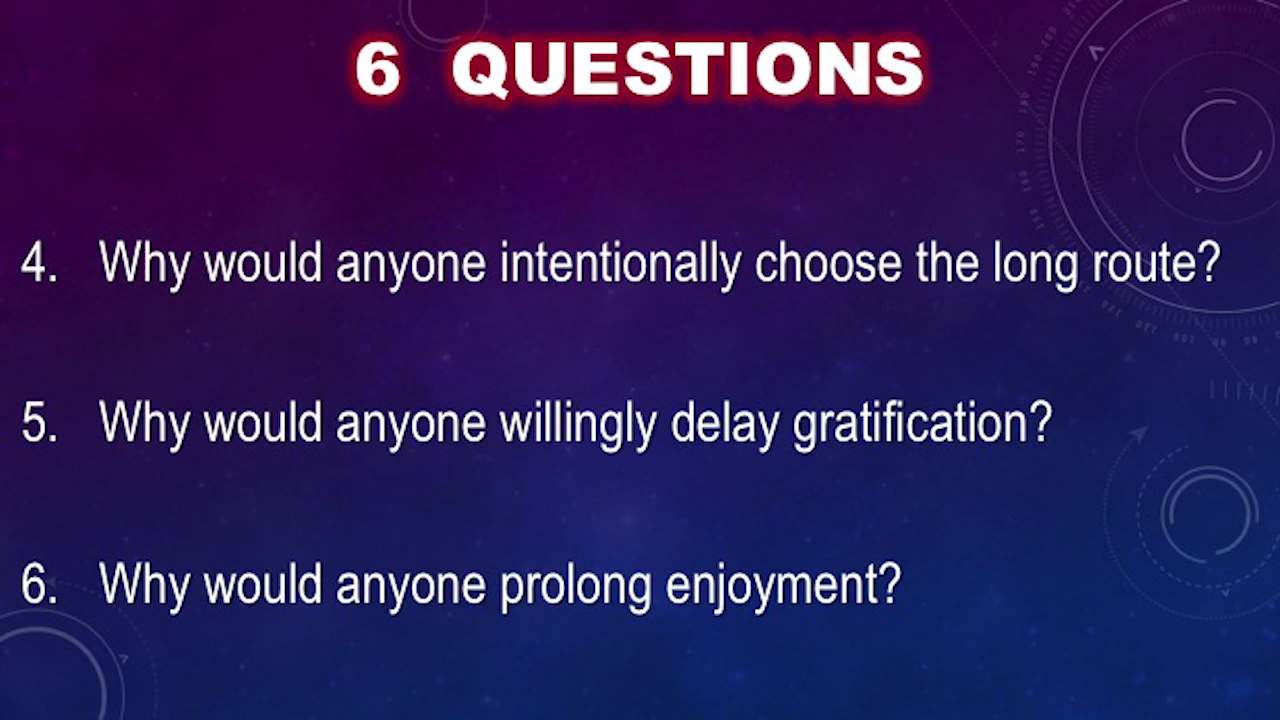 6 QUESTIONS
4. Why would anyone intentionally choose the long route?
5. Why would anyone willingly delay gratification?
6. Why would anyone prolong enjoyment?